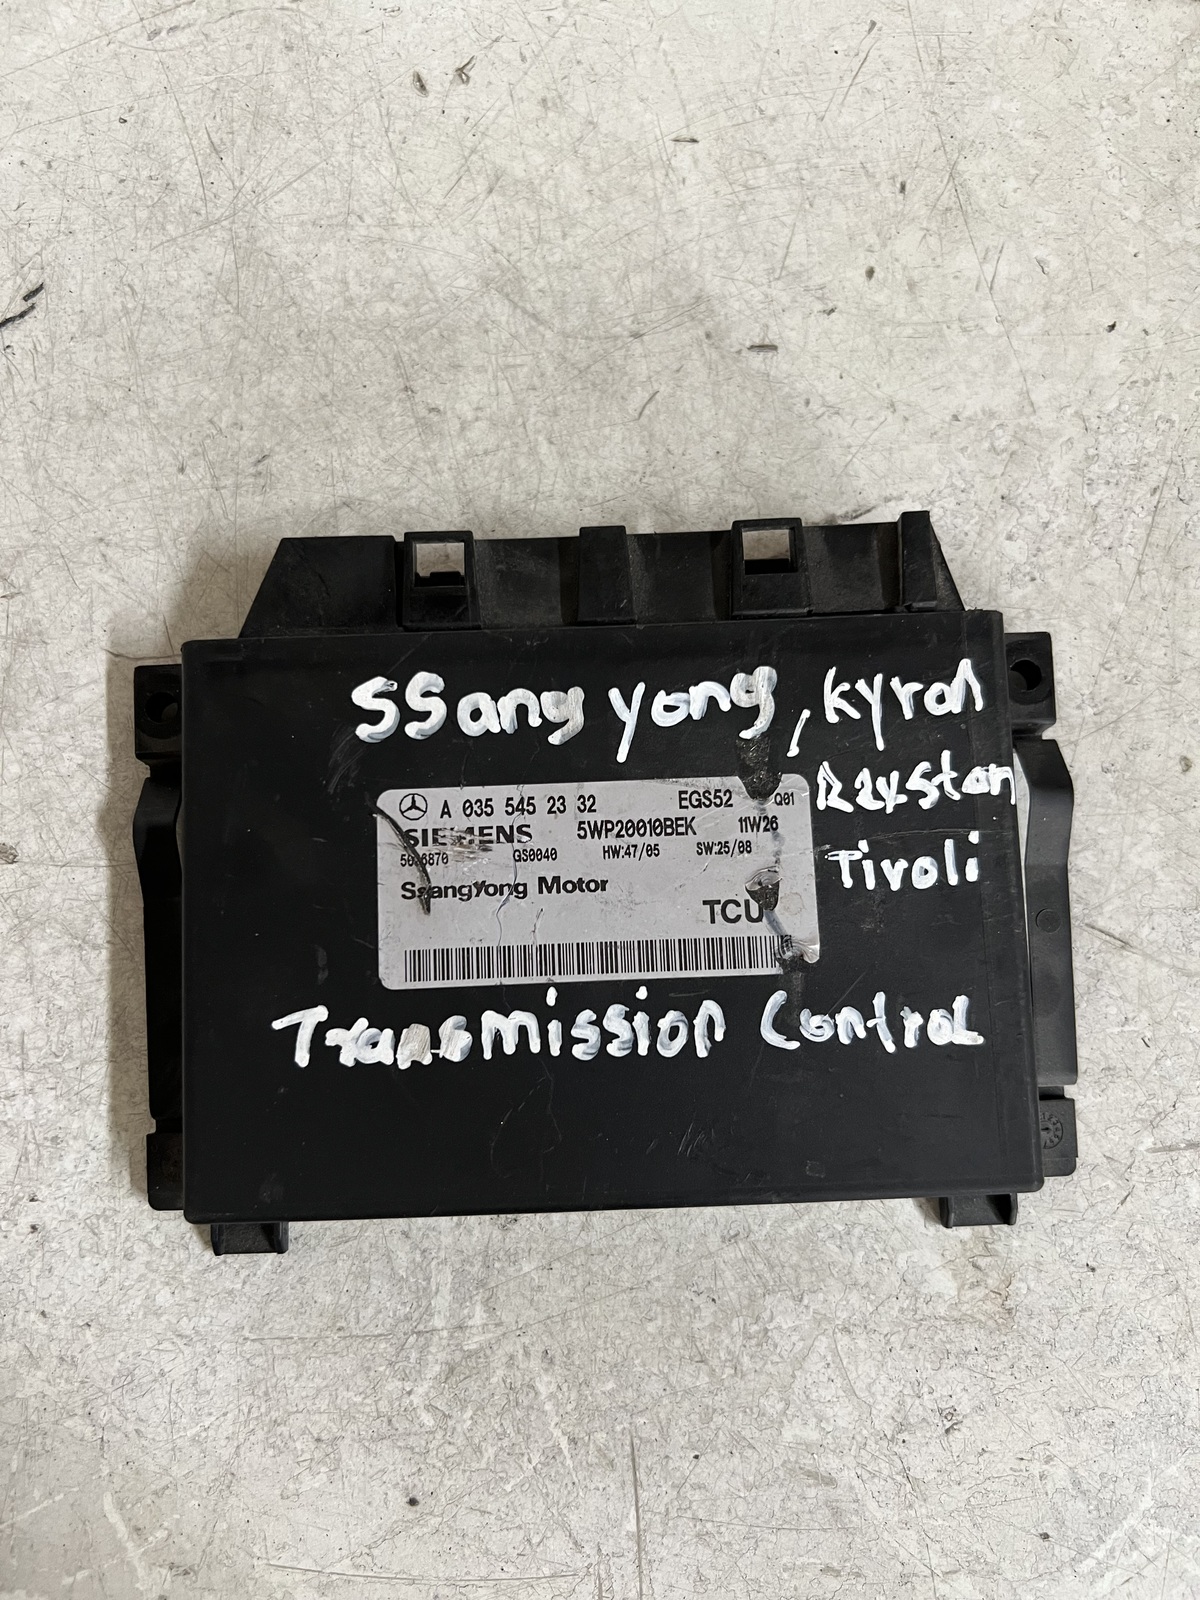 SSang yong, kyron
Raxston
Tivoli
A 035 545 23 32 EGS52 Q01
SIEMENS 5WP20010BEK 11W26
QS0040 HW:47/05 SW:25/08
SsangYong Motor
TCU
Transmission Control